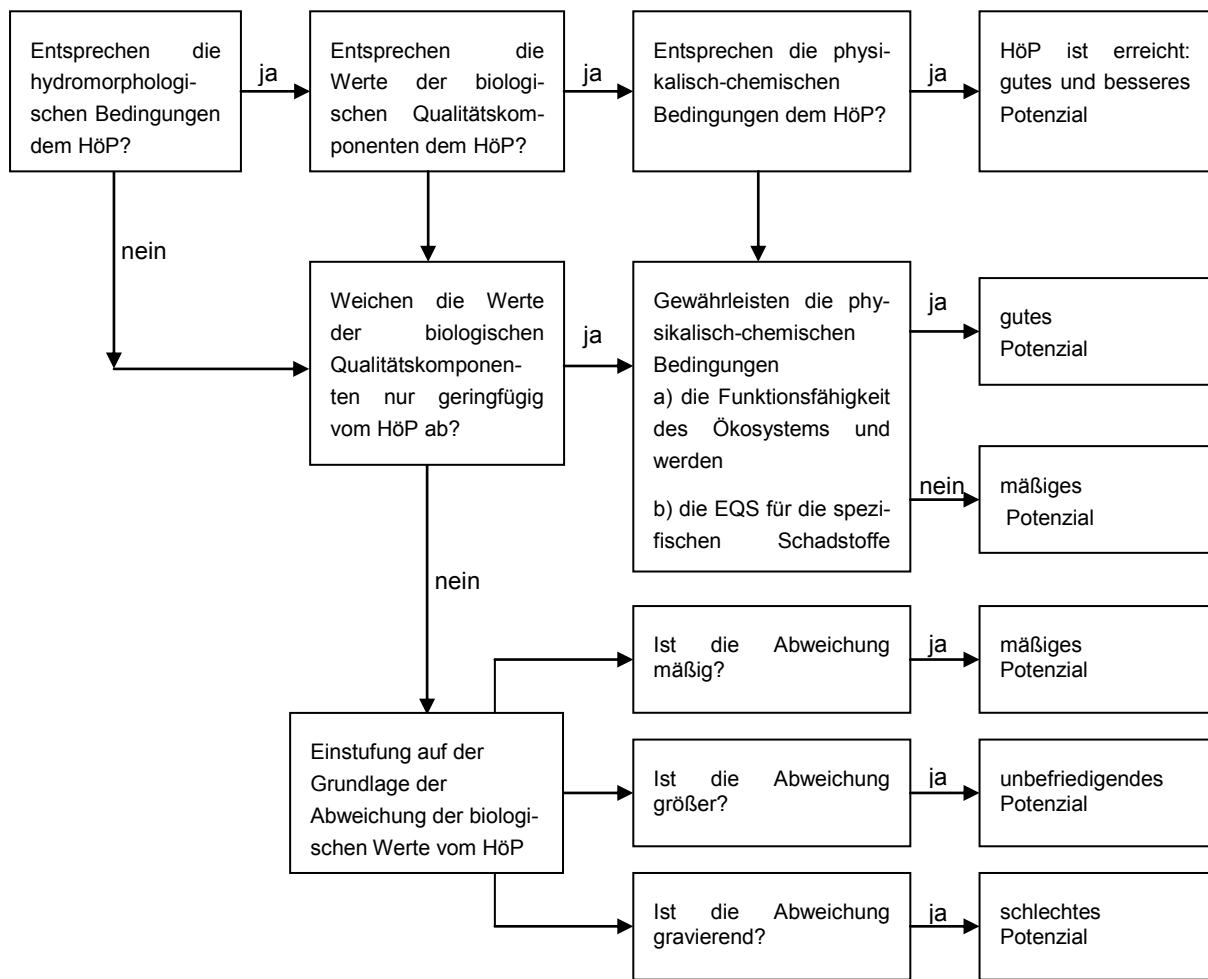 Entsprechen die
hydromorphologi-
schen Bedingungen
dem HöP?
ja
Entsprechen die
Werte der biologi-
schen Qualitätskom-
ponenten dem HöP?
ja
Entsprechen die physi-
kalisch-chemischen
Bedingungen dem HöP?
ja
HöP ist erreicht:
gutes und besseres
Potenzial
nein
Weichen die Werte
der biologischen
Qualitätskomponen-
ten nur geringfügig
vom HöP ab?
ja
Gewährleisten die phy-
sikalisch-chemischen
Bedingungen
a) die Funktionsfähigkeit
des Ökosystems und
werden
b) die EQS für die spezi-
fischen Schadstoffe
ja
gutes
Potenzial
nein
mäßiges
Potenzial
nein
Einstufung auf der
Grundlage der
Abweichung der biologi-
schen Werte vom HöP
Ist die Abweichung
mäßig?
ja
mäßiges
Potenzial
Ist die Abweichung
größer?
ja
unbefriedigendes
Potenzial
Ist die Abweichung
gravierend?
ja
schlechtes
Potenzial